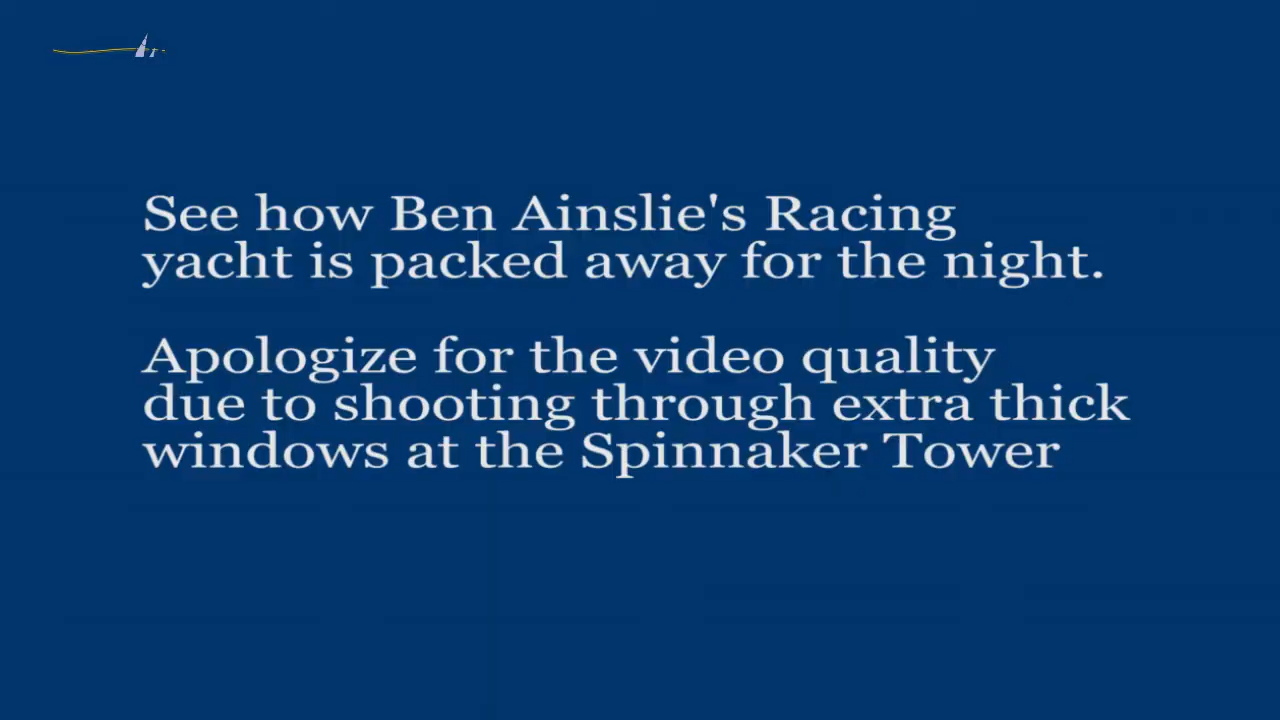 See how Ben Ainslie's Racing
yacht is packed away for the night.
Apologize for the video quality
due to shooting through extra thick
windows at the Spinnaker Tower